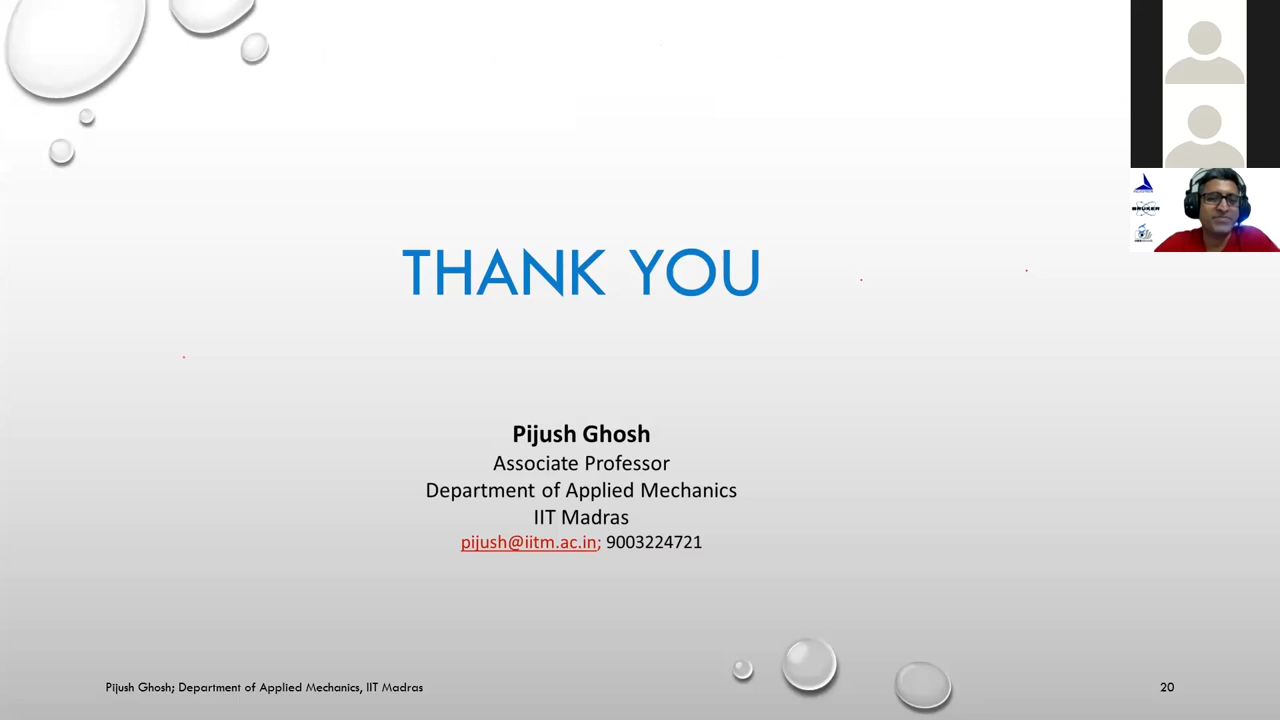 BRUKER
THANK YOU
Pijush Ghosh
Associate Professor
Department of Applied Mechanics
IIT Madras
pijush@iitm.ac.in; 9003224721
Pijush Ghosh; Department of Applied Mechanics, IIT Madras
20